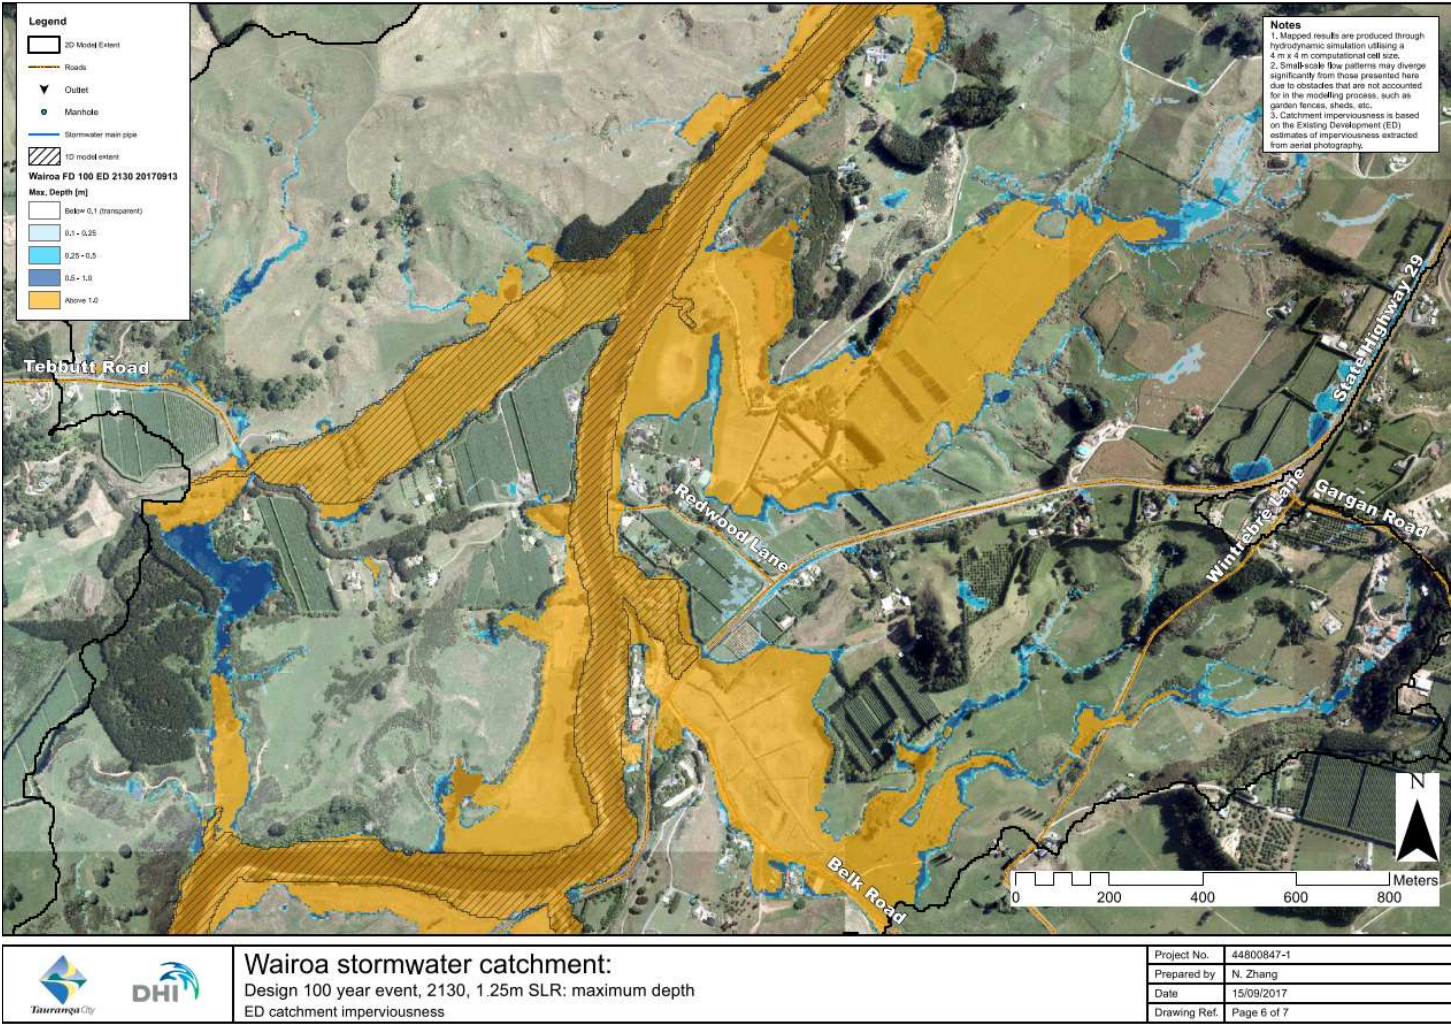 Legend
2D Model Extent
Roads
Outlet
Manhole
Stormwater main pipe
1D model extent
Wairoa FD 100 ED 2130 20170913
Max. Depth [m]
Below 0.1 (transparent)
0.1 - 0.25
0.25 - 0.5
0.5 - 1.0
Above 1.0
Notes
1. Mapped results are produced through
hydrodynamic simulation utilising a
4 m x 4 m computational cell size.
2. Small-scale flow patterns may diverge
significantly from those presented here
due to obstacles that are not accounted
for in the modelling process, such as
garden fences, sheds, etc.
3. Catchment imperviousness is based
on the Existing Development (ED)
estimates of imperviousness extracted
from aerial photography.
State Highway 29
Tebbutt Road
Redwood Lane
Wintrebre Lane
Gargan Road
Belk Road
N
Meters
0 200 400 600 800
Tauranga City
DHI
Wairoa stormwater catchment:
Design 100 year event, 2130, 1.25m SLR: maximum depth
ED catchment imperviousness
Project No. 44800847-1
Prepared by N. Zhang
Date 15/09/2017
Drawing Ref. Page 6 of 7